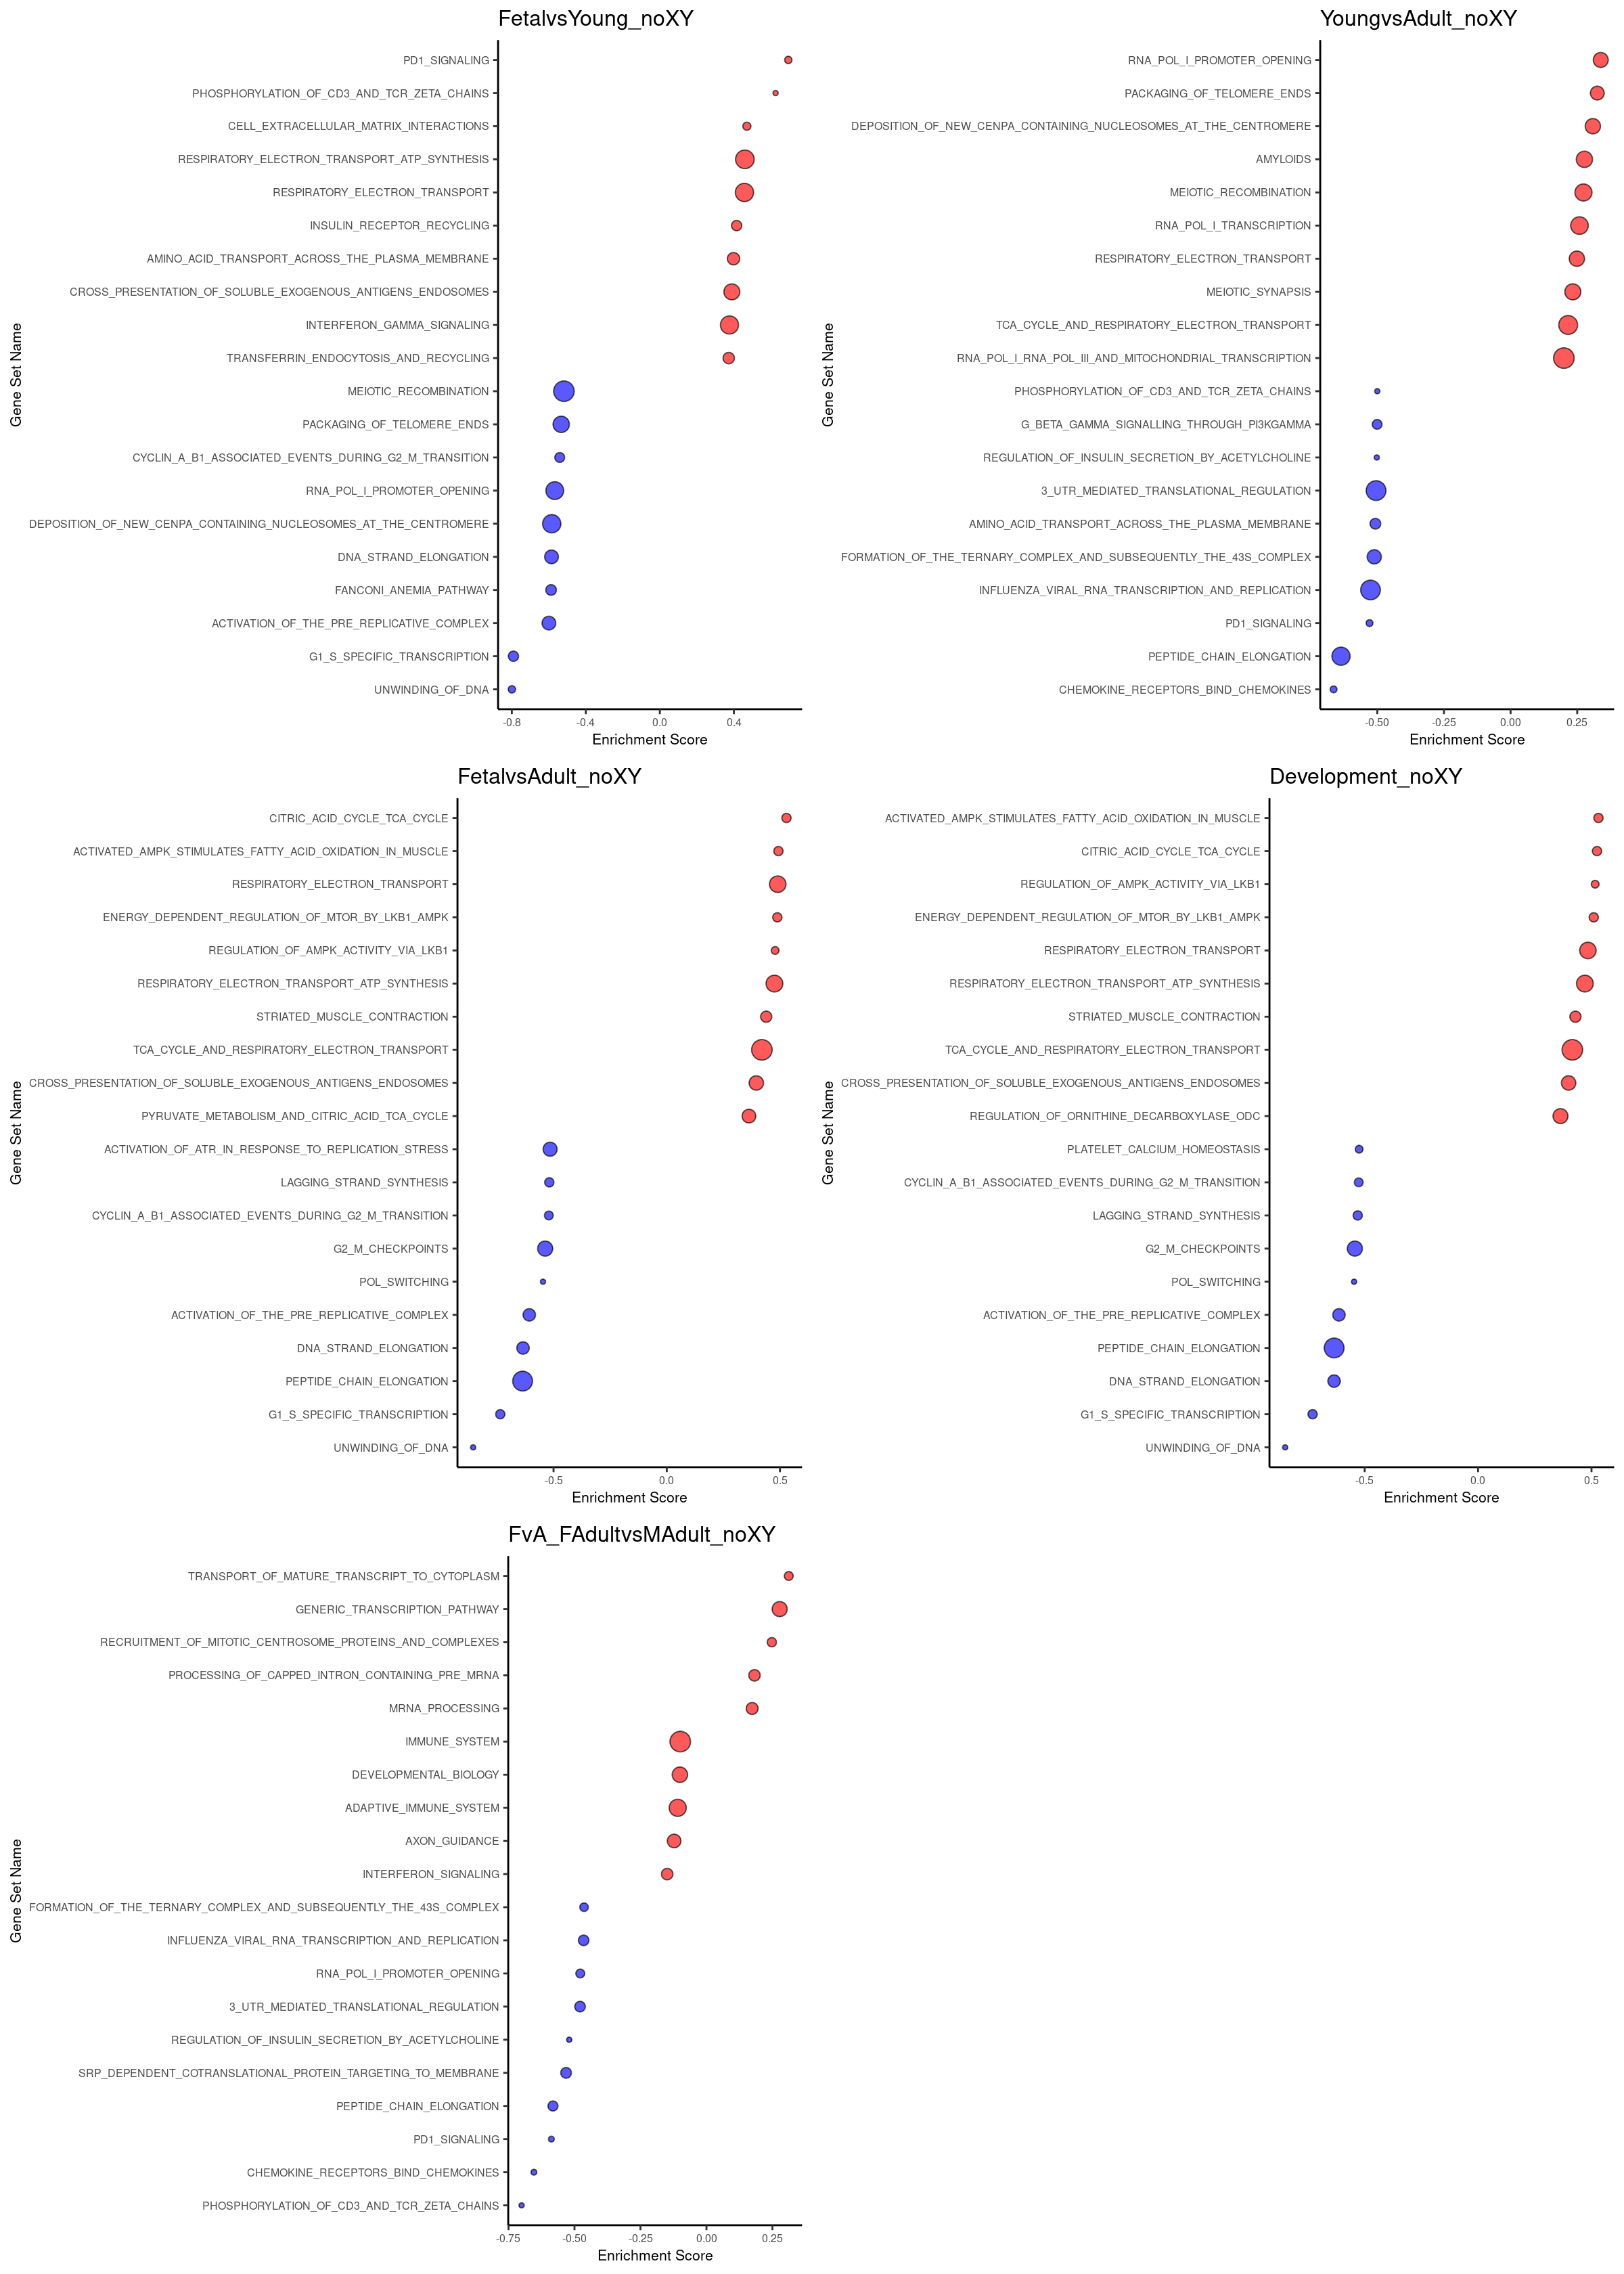 FetalvsYoung_noXY
Gene Set Name
PD1_SIGNALING
PHOSPHORYLATION_OF_CD3_AND_TCR_ZETA_CHAINS
CELL_EXTRACELLULAR_MATRIX_INTERACTIONS
RESPIRATORY_ELECTRON_TRANSPORT_ATP_SYNTHESIS
RESPIRATORY_ELECTRON_TRANSPORT
INSULIN_RECEPTOR_RECYCLING
AMINO_ACID_TRANSPORT_ACROSS_THE_PLASMA_MEMBRANE
CROSS_PRESENTATION_OF_SOLUBLE_EXOGENOUS_ANTIGENS_ENDOSOMES
INTERFERON_GAMMA_SIGNALING
TRANSFERRIN_ENDOCYTOSIS_AND_RECYCLING
MEIOTIC_RECOMBINATION
PACKAGING_OF_TELOMERE_ENDS
CYCLIN_A_B1_ASSOCIATED_EVENTS_DURING_G2_M_TRANSITION
RNA_POL_I_PROMOTER_OPENING
DEPOSITION_OF_NEW_CENPA_CONTAINING_NUCLEOSOMES_AT_THE_CENTROMERE
DNA_STRAND_ELONGATION
FANCONI_ANEMIA_PATHWAY
ACTIVATION_OF_THE_PRE_REPLICATIVE_COMPLEX
G1_S_SPECIFIC_TRANSCRIPTION
UNWINDING_OF_DNA
-0.8 -0.4 0.0 0.4
Enrichment Score
YoungvsAdult_noXY
Gene Set Name
RNA_POL_I_PROMOTER_OPENING
PACKAGING_OF_TELOMERE_ENDS
DEPOSITION_OF_NEW_CENPA_CONTAINING_NUCLEOSOMES_AT_THE_CENTROMERE
AMYLOIDS
MEIOTIC_RECOMBINATION
RNA_POL_I_TRANSCRIPTION
RESPIRATORY_ELECTRON_TRANSPORT
MEIOTIC_SYNAPSIS
TCA_CYCLE_AND_RESPIRATORY_ELECTRON_TRANSPORT
RNA_POL_I_RNA_POL_III_AND_MITOCHONDRIAL_TRANSCRIPTION
PHOSPHORYLATION_OF_CD3_AND_TCR_ZETA_CHAINS
G_BETA_GAMMA_SIGNALLING_THROUGH_PI3KGAMMA
REGULATION_OF_INSULIN_SECRETION_BY_ACETYLCHOLINE
3_UTR_MEDIATED_TRANSLATIONAL_REGULATION
AMINO_ACID_TRANSPORT_ACROSS_THE_PLASMA_MEMBRANE
FORMATION_OF_THE_TERNARY_COMPLEX_AND_SUBSEQUENTLY_THE_43S_COMPLEX
INFLUENZA_VIRAL_RNA_TRANSCRIPTION_AND_REPLICATION
PD1_SIGNALING
PEPTIDE_CHAIN_ELONGATION
CHEMOKINE_RECEPTORS_BIND_CHEMOKINES
-0.50 -0.25 0.00 0.25
Enrichment Score
FetalvsAdult_noXY
Gene Set Name
CITRIC_ACID_CYCLE_TCA_CYCLE
ACTIVATED_AMPK_STIMULATES_FATTY_ACID_OXIDATION_IN_MUSCLE
RESPIRATORY_ELECTRON_TRANSPORT
ENERGY_DEPENDENT_REGULATION_OF_MTOR_BY_LKB1_AMPK
REGULATION_OF_AMPK_ACTIVITY_VIA_LKB1
RESPIRATORY_ELECTRON_TRANSPORT_ATP_SYNTHESIS
STRIATED_MUSCLE_CONTRACTION
TCA_CYCLE_AND_RESPIRATORY_ELECTRON_TRANSPORT
CROSS_PRESENTATION_OF_SOLUBLE_EXOGENOUS_ANTIGENS_ENDOSOMES
PYRUVATE_METABOLISM_AND_CITRIC_ACID_TCA_CYCLE
ACTIVATION_OF_ATR_IN_RESPONSE_TO_REPLICATION_STRESS
LAGGING_STRAND_SYNTHESIS
CYCLIN_A_B1_ASSOCIATED_EVENTS_DURING_G2_M_TRANSITION
G2_M_CHECKPOINTS
POL_SWITCHING
ACTIVATION_OF_THE_PRE_REPLICATIVE_COMPLEX
DNA_STRAND_ELONGATION
PEPTIDE_CHAIN_ELONGATION
G1_S_SPECIFIC_TRANSCRIPTION
UNWINDING_OF_DNA
-0.5 0.0 0.5
Enrichment Score
Development_noXY
Gene Set Name
ACTIVATED_AMPK_STIMULATES_FATTY_ACID_OXIDATION_IN_MUSCLE
CITRIC_ACID_CYCLE_TCA_CYCLE
REGULATION_OF_AMPK_ACTIVITY_VIA_LKB1
ENERGY_DEPENDENT_REGULATION_OF_MTOR_BY_LKB1_AMPK
RESPIRATORY_ELECTRON_TRANSPORT
RESPIRATORY_ELECTRON_TRANSPORT_ATP_SYNTHESIS
STRIATED_MUSCLE_CONTRACTION
TCA_CYCLE_AND_RESPIRATORY_ELECTRON_TRANSPORT
CROSS_PRESENTATION_OF_SOLUBLE_EXOGENOUS_ANTIGENS_ENDOSOMES
REGULATION_OF_ORNITHINE_DECARBOXYLASE_ODC
PLATELET_CALCIUM_HOMEOSTASIS
CYCLIN_A_B1_ASSOCIATED_EVENTS_DURING_G2_M_TRANSITION
LAGGING_STRAND_SYNTHESIS
G2_M_CHECKPOINTS
POL_SWITCHING
ACTIVATION_OF_THE_PRE_REPLICATIVE_COMPLEX
PEPTIDE_CHAIN_ELONGATION
DNA_STRAND_ELONGATION
G1_S_SPECIFIC_TRANSCRIPTION
UNWINDING_OF_DNA
-0.5 0.0 0.5
Enrichment Score
FvA_FAdultvsMAdult_noXY
Gene Set Name
TRANSPORT_OF_MATURE_TRANSCRIPT_TO_CYTOPLASM
GENERIC_TRANSCRIPTION_PATHWAY
RECRUITMENT_OF_MITOTIC_CENTROSOME_PROTEINS_AND_COMPLEXES
PROCESSING_OF_CAPPED_INTRON_CONTAINING_PRE_MRNA
MRNA_PROCESSING
IMMUNE_SYSTEM
DEVELOPMENTAL_BIOLOGY
ADAPTIVE_IMMUNE_SYSTEM
AXON_GUIDANCE
INTERFERON_SIGNALING
FORMATION_OF_THE_TERNARY_COMPLEX_AND_SUBSEQUENTLY_THE_43S_COMPLEX
INFLUENZA_VIRAL_RNA_TRANSCRIPTION_AND_REPLICATION
RNA_POL_I_PROMOTER_OPENING
3_UTR_MEDIATED_TRANSLATIONAL_REGULATION
REGULATION_OF_INSULIN_SECRETION_BY_ACETYLCHOLINE
SRP_DEPENDENT_COTRANSLATIONAL_PROTEIN_TARGETING_TO_MEMBRANE
PEPTIDE_CHAIN_ELONGATION
PD1_SIGNALING
CHEMOKINE_RECEPTORS_BIND_CHEMOKINES
PHOSPHORYLATION_OF_CD3_AND_TCR_ZETA_CHAINS
-0.75 -0.50 -0.25 0.00 0.25
Enrichment Score